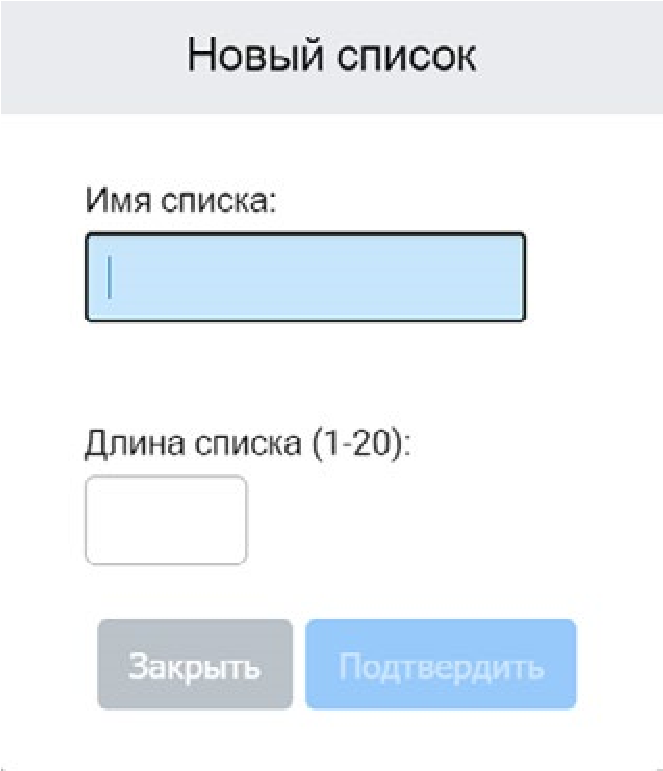 Новый список
Имя списка:
Длина списка (1-20):
Закрыть Подтвердить